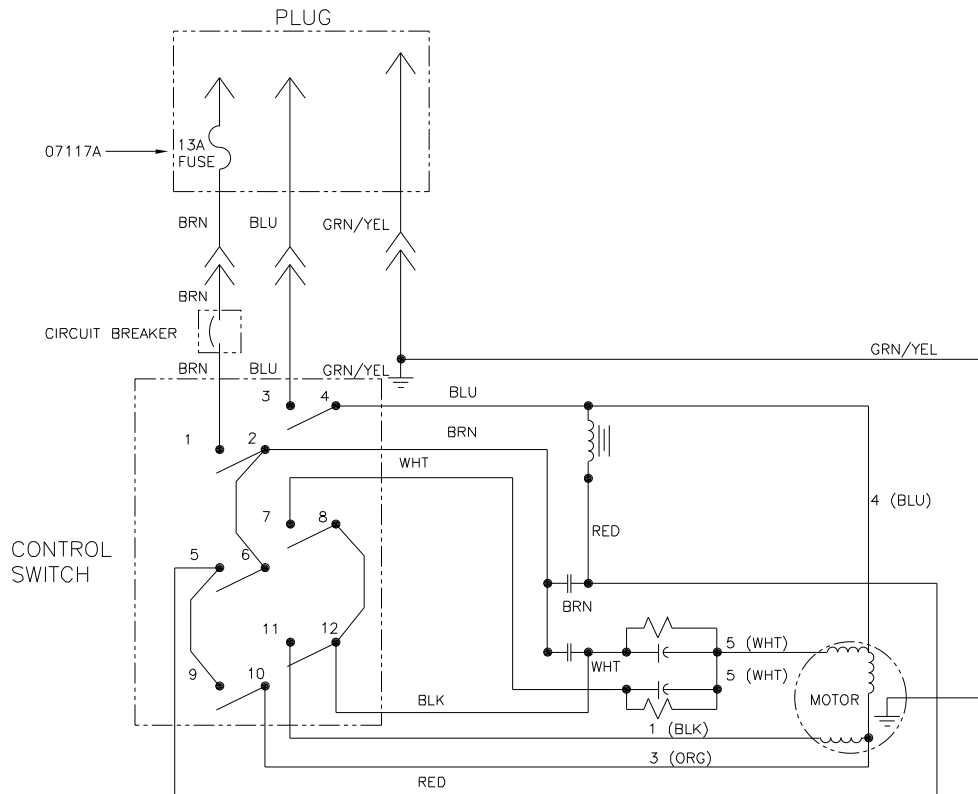 PLUG
07117A
13A
FUSE
BRN
BLU
GRN/YEL
BRN
CIRCUIT BREAKER
GRN/YEL
BRN
BLU
GRN/YEL
3
4
BLU
1
2
BRN
WHT
4 (BLU)
7
8
RED
CONTROL
SWITCH
5
6
BRN
11
12
WHT
5 (WHT)
5 (WHT)
9
10
BLK
MOTOR
1 (BLK)
3 (ORG)
RED